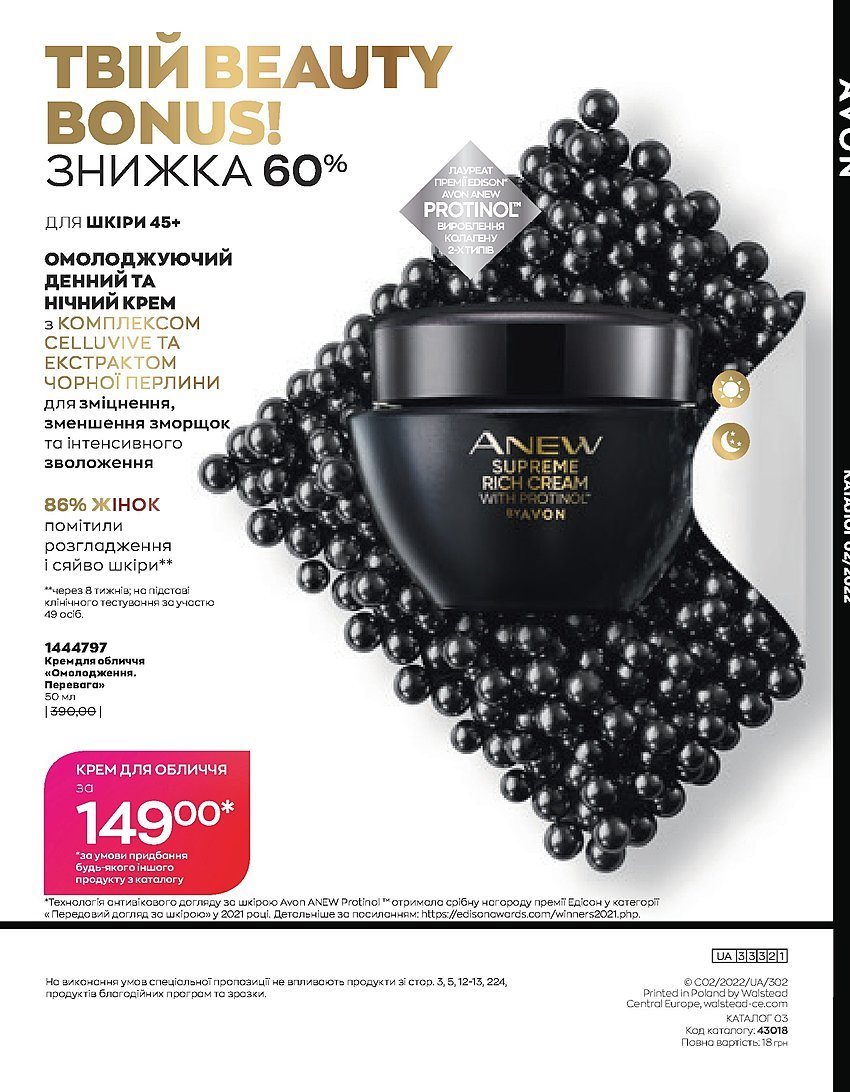 ТВІЙ BEAUTY
BONUS!
ЗНИЖКА 60%
ДЛЯ ШКІРИ 45+
ОМОЛОДЖУЮЧИЙ
ДЕННИЙ ТА
НІЧНИЙ КРЕМ
з КОМПЛЕКСОМ
CELLUVIVE ТА
ЕКСТРАКТОМ
ЧОРНОЇ ПЕРЛИНИ
для зміцнення,
зменшення зморщок
та інтенсивного
зволоження
86% ЖІНОК
помітили
розгладження
і сяйво шкіри**
**через 8 тижнів; на підставі
клінічного тестування за участю
49 осіб.
1444797
Крем для обличчя
«Омолодження.
Перевага»
50 мл
| 390,00 |
ЛАУРЕАТ
ПРЕМІЇ EDISON*
AVON ANEW
PROTINOL™
ВИРОБЛЕННЯ
КОЛАГЕНУ
2-Х ТИПІВ
ANEW
SUPREME
RICH CREAM
WITH PROTINOL™
BY AVON
КРЕМ ДЛЯ ОБЛИЧЧЯ
за
14900*
*за умови придбання
будь-якого іншого
продукту з каталогу
*Технологія антивікового догляду за шкірою Avon ANEW Protinol ™ отримала срібну нагороду премії Едісон у категорії
«Передовий догляд за шкірою» у 2021 році. Детальніше за посиланням: https://edisonawards.com/winners2021.php.
На виконання умов спеціальної пропозиції не впливають продукти зі стор. 3, 5, 12-13, 224,
продуктів благодійних програм та зразки.
UA 3 3 3 2 1
© C02/2022/UA/302
Printed in Poland by Walstead
Central Europe, walstead-ce.com
КАТАЛОГ 03
Код каталогу: 43018
Повна вартість: 18 грн
AVON
КАТАЛОГ 02/2022